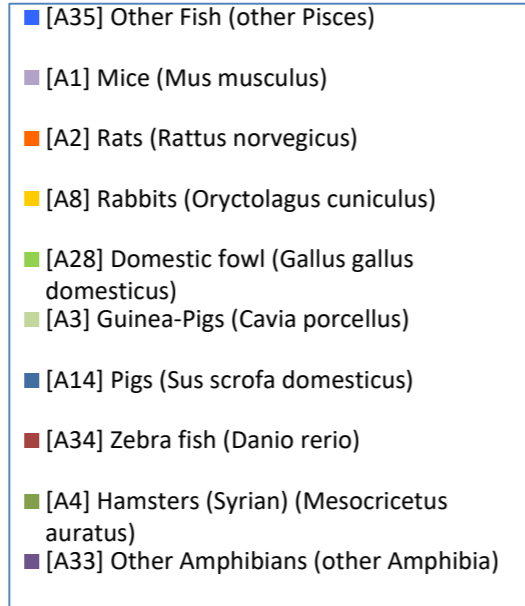 [A35] Other Fish (other Pisces)
[A1] Mice (Mus musculus)
[A2] Rats (Rattus norvegicus)
[A8] Rabbits (Oryctolagus cuniculus)
[A28] Domestic fowl (Gallus gallus
domesticus)
[A3] Guinea-Pigs (Cavia porcellus)
[A14] Pigs (Sus scrofa domesticus)
[A34] Zebra fish (Danio rerio)
[A4] Hamsters (Syrian) (Mesocricetus
auratus)
[A33] Other Amphibians (other Amphibia)